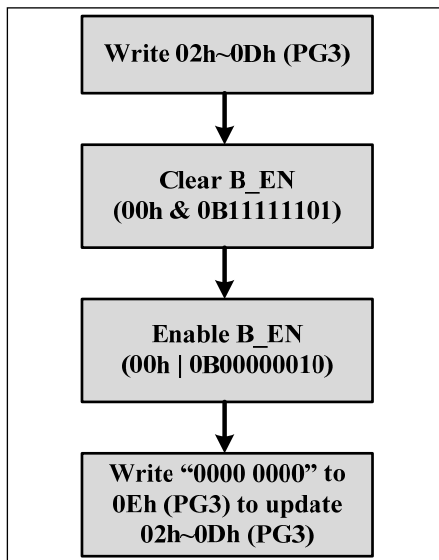 Write 02h~0Dh (PG3)
Clear B_EN
(00h & 0B11111101)
Enable B_EN
(00h | 0B00000010)
Write “0000 0000” to
0Eh (PG3) to update
02h~0Dh (PG3)